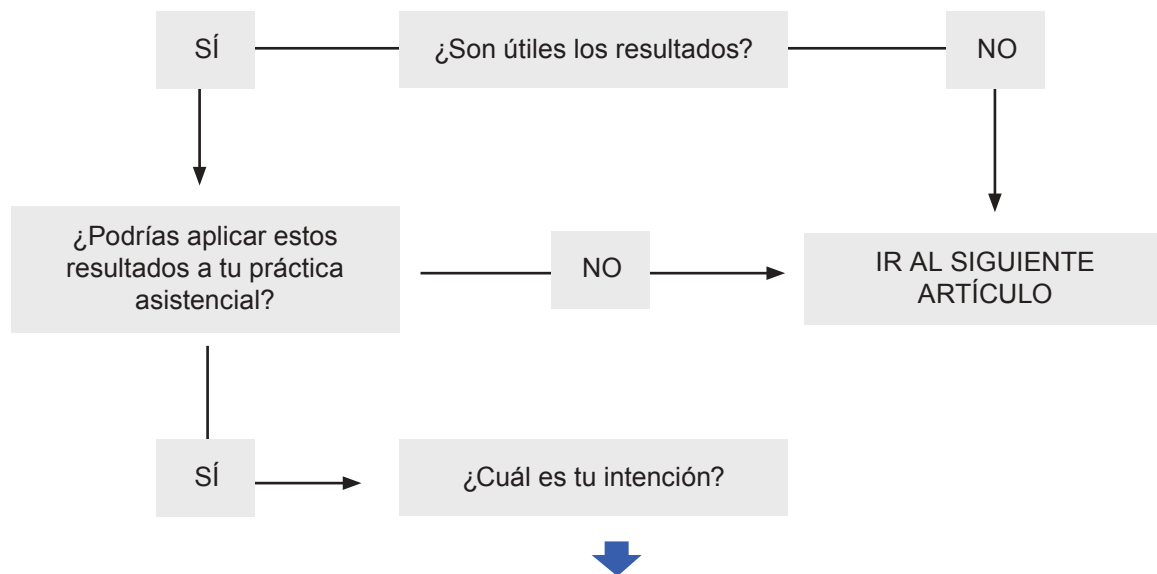 SÍ
¿Son útiles los resultados?
NO
¿Podrías aplicar estos
resultados a tu práctica
asistencial?
NO
IR AL SIGUIENTE
ARTÍCULO
SÍ
¿Cuál es tu intención?